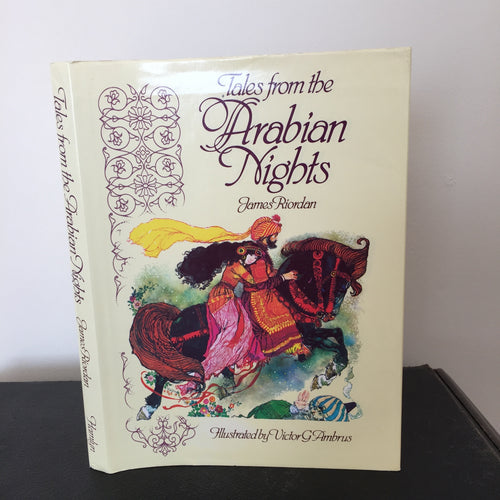 Tales from the
Arabian
Nights
James Riordan
Illustrated by Victor G Ambrus
Tales from the Arabian Nights James Riordan Hamlyn